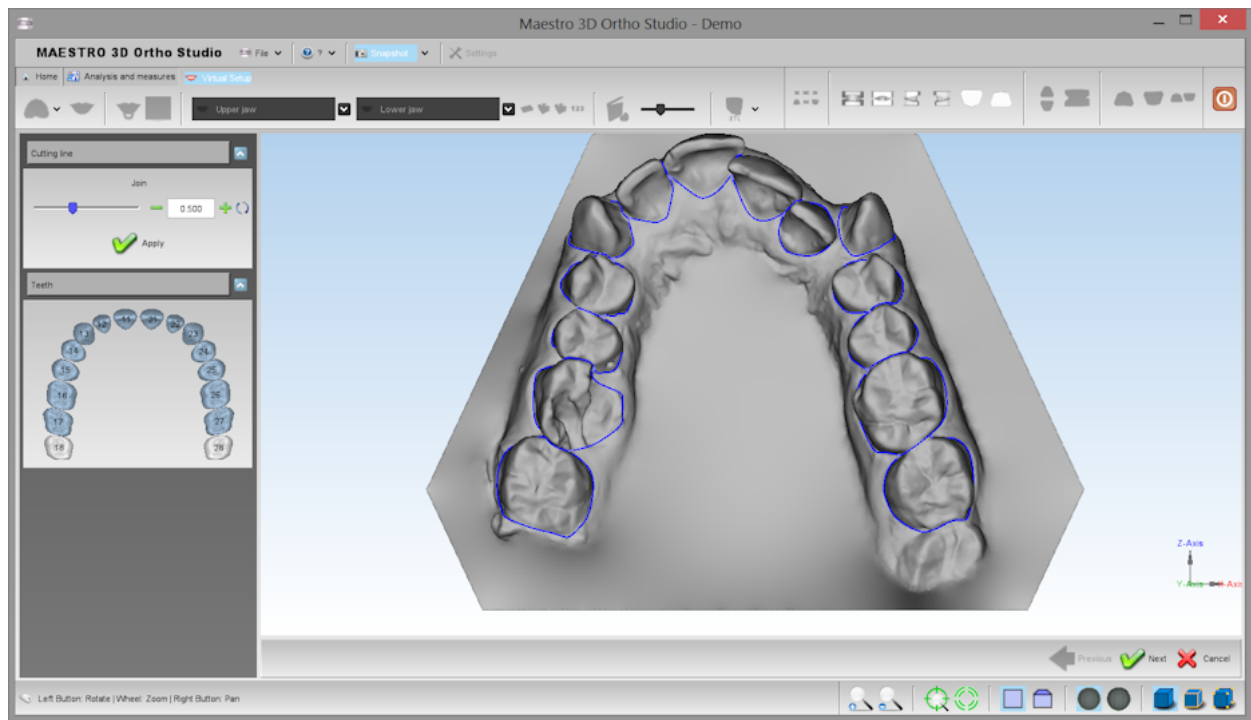 Maestro 3D Ortho Studio - Demo
MAESTRO 3D Ortho Studio File ? Snapshot Settings
Home Analysis and measures Virtual Setup
Upper jaw Lower jaw 123 STL
Cutting line
Join
0.500
Apply
Teeth
12 11 21 22
13 23
14 24
15 25
16 26
17 27
18 28
Z-Axis
Y-Axis X-Axis
Previous Next Cancel
Left Button: Rotate | Wheel: Zoom | Right Button: Pan